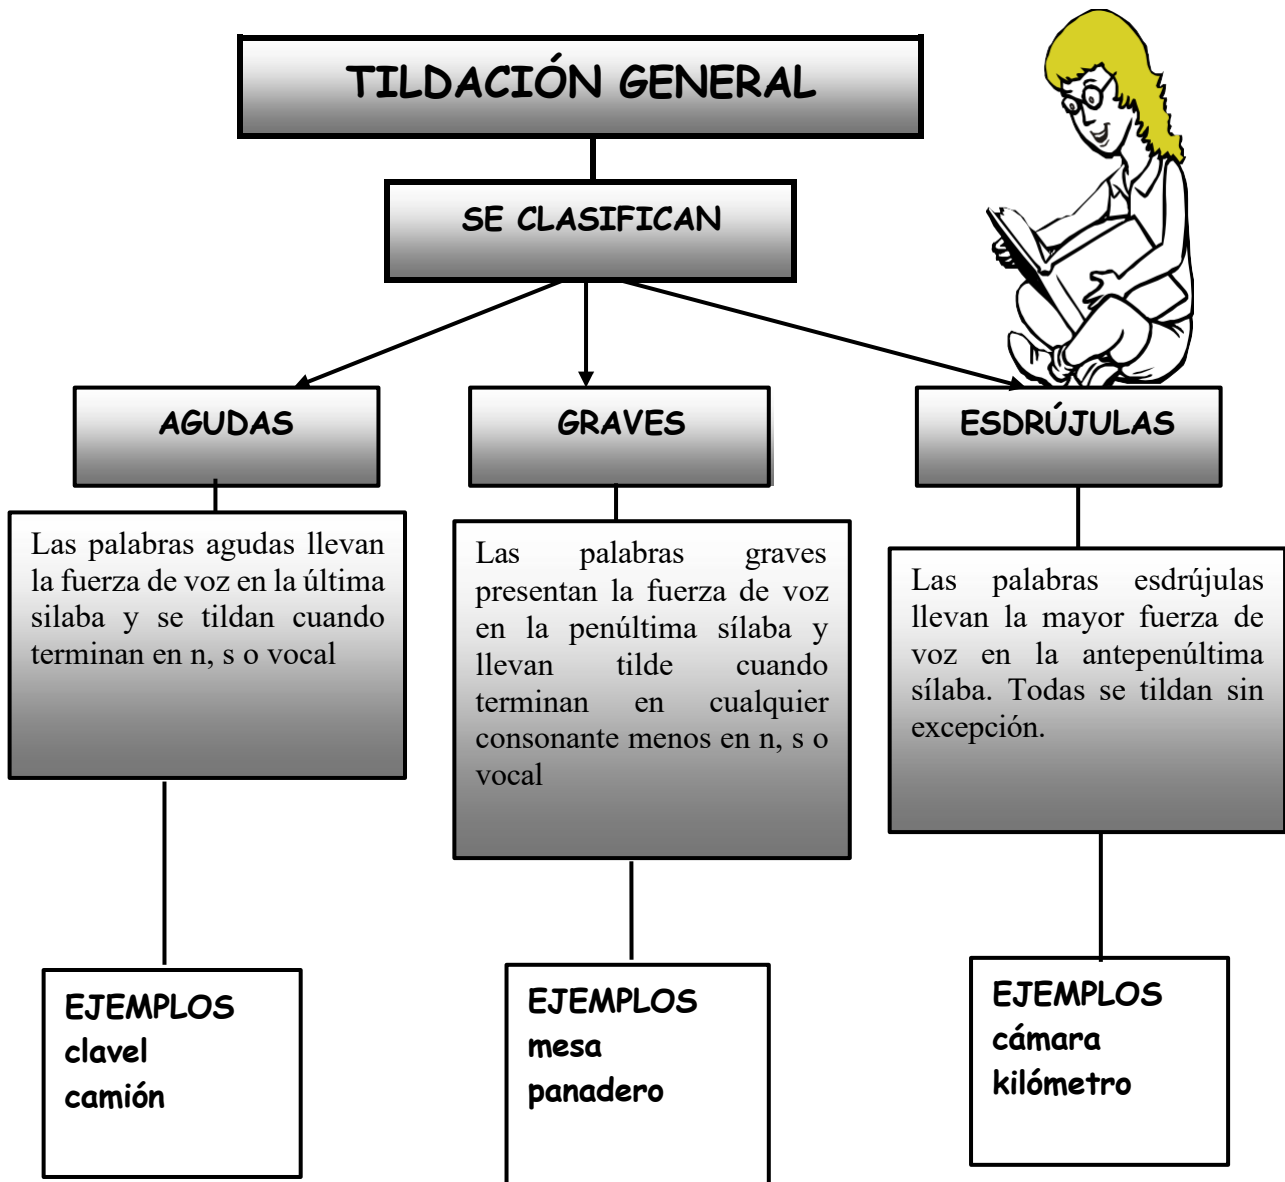 TILDACIÓN GENERAL
SE CLASIFICAN
AGUDAS
Las palabras agudas llevan
la fuerza de voz en la última
silaba y se tildan cuando
terminan en n, s o vocal
EJEMPLOS
clavel
camión
GRAVES
Las palabras graves
presentan la fuerza de voz
en la penúltima sílaba y
llevan tilde cuando
terminan en cualquier
consonante menos en n, s o
vocal
EJEMPLOS
mesa
panadero
ESDRÚJULAS
Las palabras esdrújulas
llevan la mayor fuerza de
voz en la antepenúltima
sílaba. Todas se tildan sin
excepción.
EJEMPLOS
cámara
kilómetro